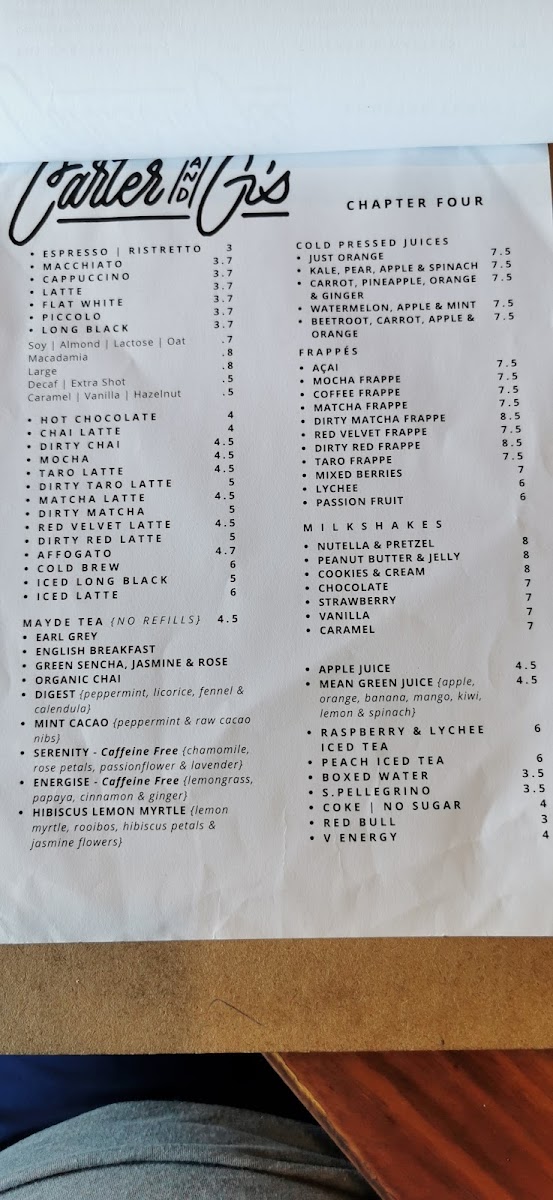 Carter AND Gi's
CHAPTER FOUR
• ESPRESSO | RISTRETTO 3
• MACCHIATO 3.7
• CAPPUCCINO 3.7
• LATTE 3.7
• FLAT WHITE 3.7
• PICCOLO 3.7
• LONG BLACK 3.7
Soy | Almond | Lactose | Oat .7
Macadamia .8
Large .8
Decaf | Extra Shot .5
Caramel | Vanilla | Hazelnut .5
• HOT CHOCOLATE 4
• CHAI LATTE 4
• DIRTY CHAI 4.5
• MOCHA 4.5
• TARO LATTE 4.5
• DIRTY TARO LATTE 5
• MATCHA LATTE 4.5
• DIRTY MATCHA 5
• RED VELVET LATTE 4.5
• DIRTY RED LATTE 5
• AFFOGATO 4.7
• COLD BREW 6
• ICED LONG BLACK 5
• ICED LATTE 6
MAYDE TEA {NO REFILLS} 4.5
• EARL GREY
• ENGLISH BREAKFAST
• GREEN SENCHA, JASMINE & ROSE
• ORGANIC CHAI
• DIGEST {peppermint, licorice, fennel &
calendula}
• MINT CACAO {peppermint & raw cacao
nibs}
• SERENITY - Caffeine Free {chamomile,
rose petals, passionflower & lavender}
• ENERGISE - Caffeine Free {lemongrass,
papaya, cinnamon & ginger}
• HIBISCUS LEMON MYRTLE {lemon
myrtle, rooibos, hibiscus petals &
jasmine flowers}
COLD PRESSED JUICES
• JUST ORANGE 7.5
• KALE, PEAR, APPLE & SPINACH 7.5
• CARROT, PINEAPPLE, ORANGE 7.5
& GINGER
• WATERMELON, APPLE & MINT 7.5
• BEETROOT, CARROT, APPLE & 7.5
ORANGE
FRAPPÉS
• AÇAI 7.5
• MOCHA FRAPPE 7.5
• COFFEE FRAPPE 7.5
• MATCHA FRAPPE 7.5
• DIRTY MATCHA FRAPPE 8.5
• RED VELVET FRAPPE 7.5
• DIRTY RED FRAPPE 8.5
• TARO FRAPPE 7.5
• MIXED BERRIES 7
• LYCHEE 6
• PASSION FRUIT 6
MILKSHAKES
• NUTELLA & PRETZEL 8
• PEANUT BUTTER & JELLY 8
• COOKIES & CREAM 8
• CHOCOLATE 7
• STRAWBERRY 7
• VANILLA 7
• CARAMEL 7
• APPLE JUICE 4.5
• MEAN GREEN JUICE {apple, 4.5
orange, banana, mango, kiwi,
lemon & spinach}
• RASPBERRY & LYCHEE 6
ICED TEA
• PEACH ICED TEA 6
• BOXED WATER 3.5
• S.PELLEGRINO 3.5
• COKE | NO SUGAR 4
• RED BULL 3
• V ENERGY 4